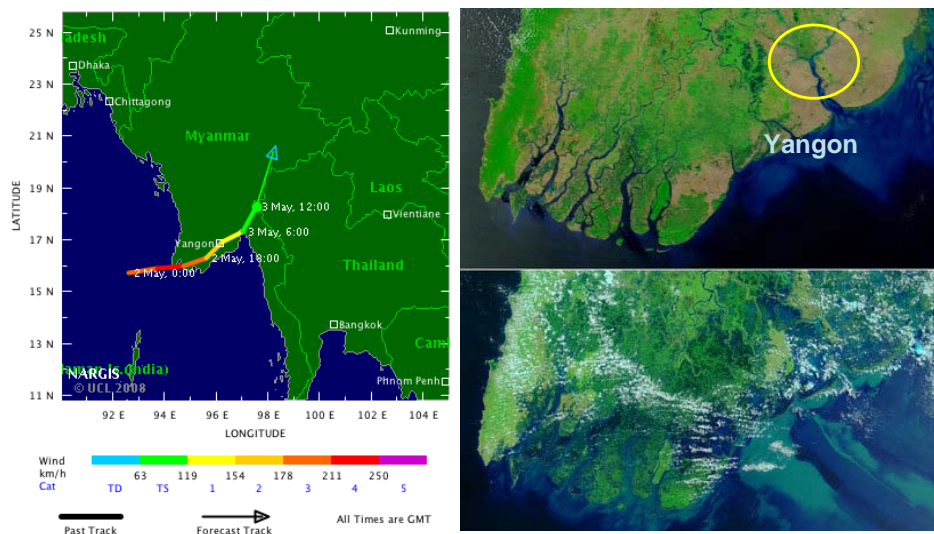 25 N
23 N
21 N
19 N
17 N
15 N
13 N
11 N
LATITUDE
adesh
Dhaka
Chittagong
Kunming
Myanmar
Laos
3 May, 12:00
Vientiane
3 May, 6:00
Yangon
2 May, 18:00
2 May, 0:00
Thailand
Bangkok
Cam
(India)
NARGIS
© UCL 2008
Phnom Penh
92 E 94 E 96 E 98 E 100 E 102 E 104 E
LONGITUDE
Wind
km/h
63 119 154 178 211 250
Cat
TD TS 1 2 3 4 5
Past Track
Forecast Track
All Times are GMT
Yangon